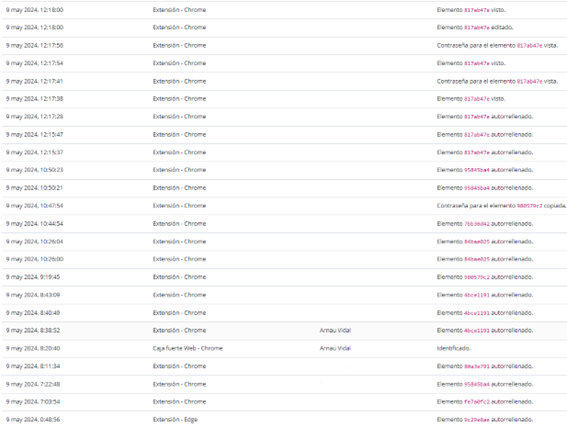 9 may 2024, 12:18:00 Extensión - Chrome Elemento 817ab47e visto.
9 may 2024, 12:18:00 Extensión - Chrome Elemento 817ab47e editado.
9 may 2024, 12:17:56 Extensión - Chrome Contraseña para el elemento 817ab47e vista.
9 may 2024, 12:17:54 Extensión - Chrome Elemento 817ab47e visto.
9 may 2024, 12:17:41 Extensión - Chrome Contraseña para el elemento 817ab47e vista.
9 may 2024, 12:17:38 Extensión - Chrome Elemento 817ab47e visto.
9 may 2024, 12:17:28 Extensión - Chrome Elemento 817ab47e autorrellenado.
9 may 2024, 12:15:47 Extensión - Chrome Elemento 817ab47e autorrellenado.
9 may 2024, 12:15:37 Extensión - Chrome Elemento 817ab47e autorrellenado.
9 may 2024, 10:50:23 Extensión - Chrome Elemento autorrellenado.
9 may 2024, 10:50:21 Extensión - Chrome Elemento autorrellenado.
9 may 2024, 10:47:54 Extensión - Chrome Contraseña para el elemento copiada.
9 may 2024, 10:44:54 Extensión - Chrome Elemento autorrellenado.
9 may 2024, 10:26:04 Extensión - Chrome Elemento autorrellenado.
9 may 2024, 10:26:00 Extensión - Chrome Elemento autorrellenado.
9 may 2024, 9:19:45 Extensión - Chrome Elemento autorrellenado.
9 may 2024, 8:43:09 Extensión - Chrome Elemento 4bce1191 autorrellenado.
9 may 2024, 8:40:49 Extensión - Chrome Elemento 4bce1191 autorrellenado.
9 may 2024, 8:38:52 Extensión - Chrome Arnau Vidal Elemento 4bce1191 autorrellenado.
9 may 2024, 8:20:40 Caja fuerte Web - Chrome Arnau Vidal Identificado.
9 may 2024, 8:11:34 Extensión - Chrome Elemento autorrellenado.
9 may 2024, 7:22:48 Extensión - Chrome Elemento autorrellenado.
9 may 2024, 7:03:54 Extensión - Chrome Elemento autorrellenado.
9 may 2024, 0:48:56 Extensión - Edge Elemento autorrellenado.